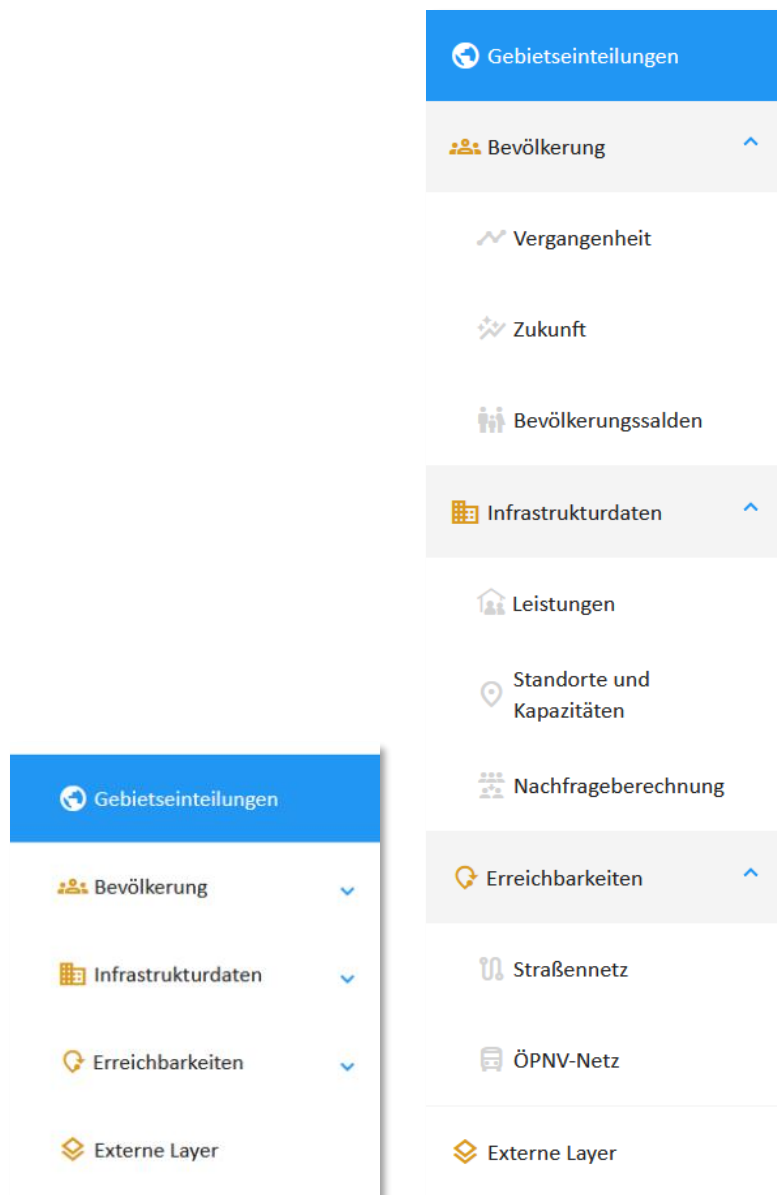 Gebietseinteilungen
Bevölkerung
Infrastrukturdaten
Erreichbarkeiten
Externe Layer
Gebietseinteilungen
Bevölkerung
Vergangenheit
Zukunft
Bevölkerungssalden
Infrastrukturdaten
Leistungen
Standorte und
Kapazitäten
Nachfrageberechnung
Erreichbarkeiten
Straßennetz
ÖPNV-Netz
Externe Layer